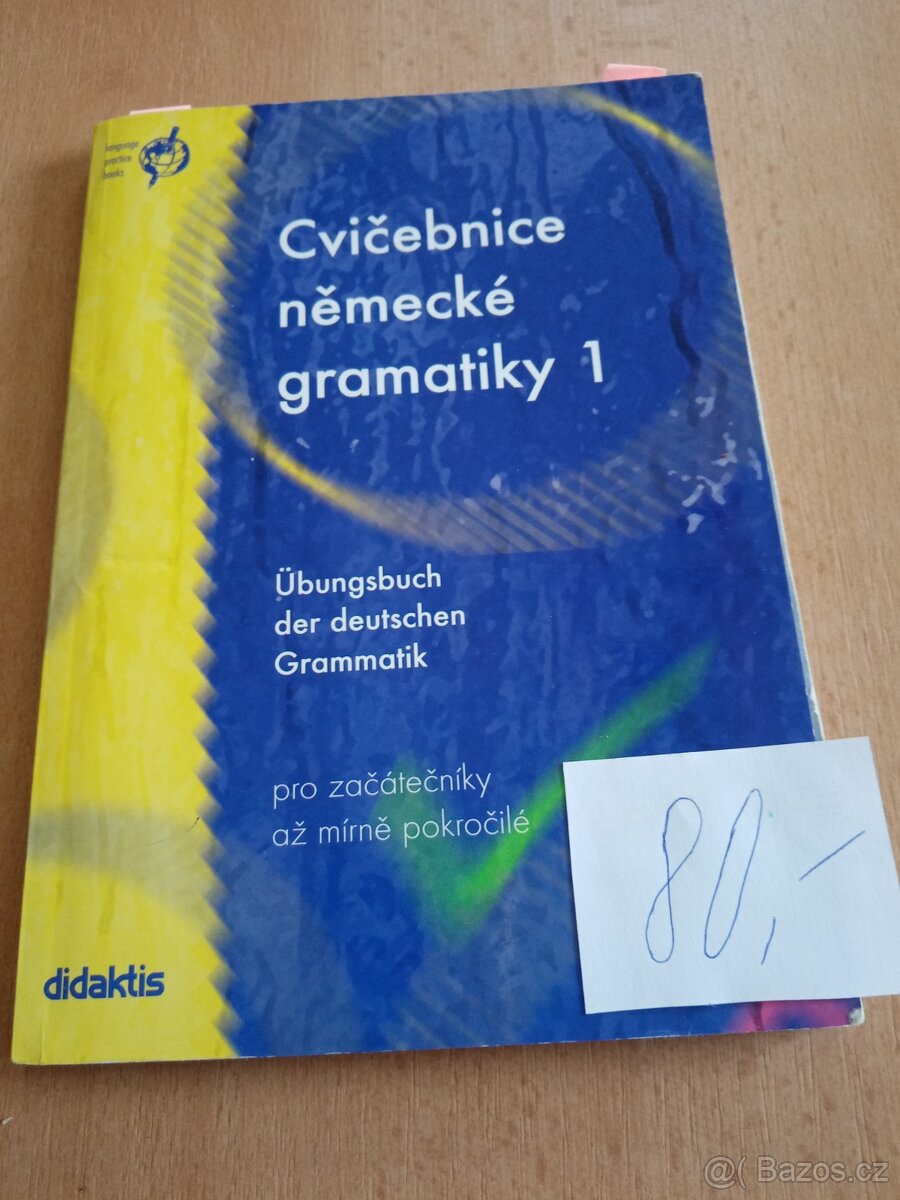 language
practice
books
Cvičebnice
německé
gramatiky 1
Übungsbuch
der deutschen
Grammatik
pro začátečníky
až mírně pokročilé
80,-
didaktis
@( Bazos.cz